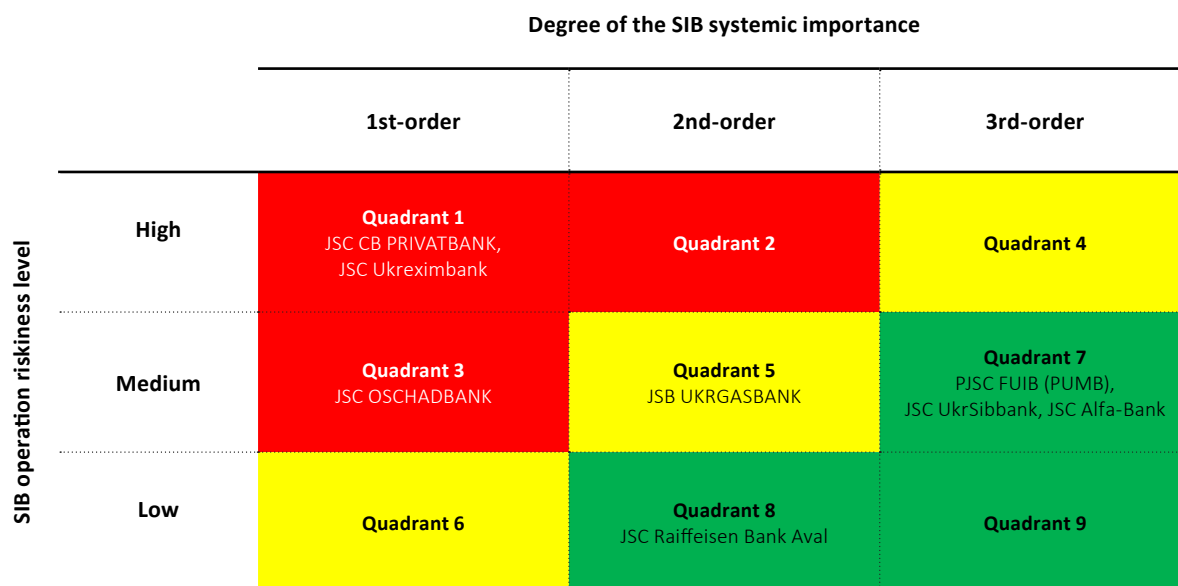 Degree of the SIB systemic importance
1st-order
2nd-order
3rd-order
SIB operation riskiness level
High
Quadrant 1
JSC CB PRIVATBANK,
JSC Ukreximbank
Quadrant 2
Quadrant 4
Medium
Quadrant 3
JSC OSCHADBANK
Quadrant 5
JSB UKRGASBANK
Quadrant 7
PJSC FUIB (PUMB),
JSC UkrSibbank, JSC Alfa-Bank
Low
Quadrant 6
Quadrant 8
JSC Raiffeisen Bank Aval
Quadrant 9